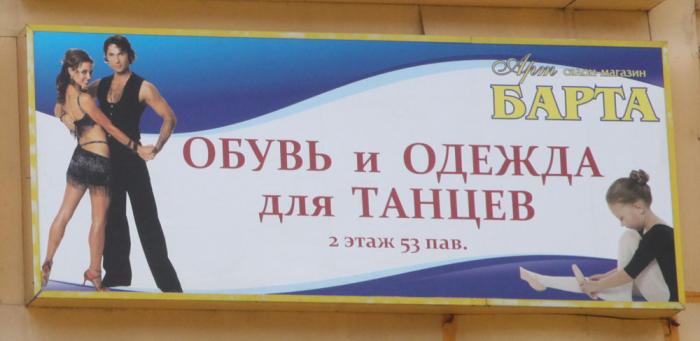 Арт салон-магазин
БАРТА
ОБУВЬ и ОДЕЖДА
для ТАНЦЕВ
2 этаж 53 пав.